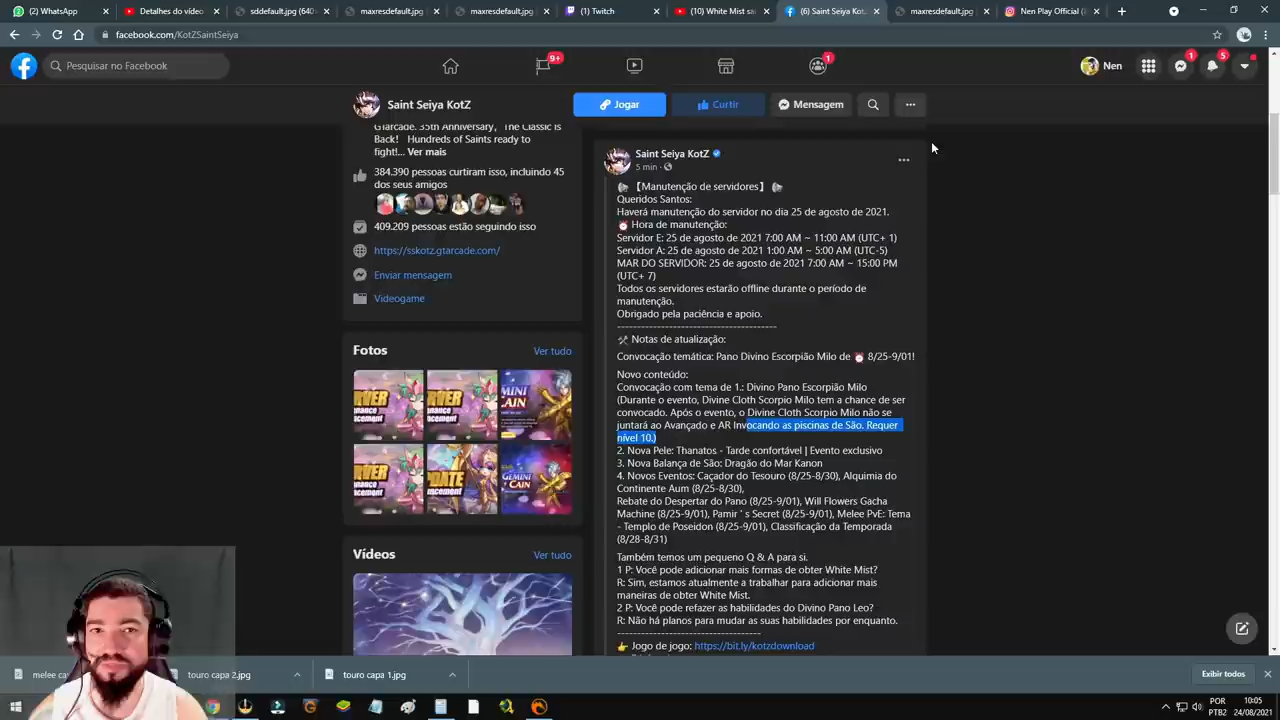 (2) WhatsApp
Detalhes do vídeo
sddefault.jpg (640
maxresdefault.jpg
maxresdefault.jpg
(1) Twitch
(10) White Mist sa
(6) Saint Seiya Kot
maxresdefault.jpg
Nen Play Official (
facebook.com/KotZSaintSeiya
Pesquisar no Facebook
9+
1
Nen
1
5
Saint Seiya KotZ
Jogar
Curtir
Mensagem
Gtarcade. 35th Anniversary, The Classic is
Back! Hundreds of Saints ready to
fight!... Ver mais
384.390 pessoas curtiram isso, incluindo 45
dos seus amigos
409.209 pessoas estão seguindo isso
https://sskotz.gtarcade.com/
Enviar mensagem
Videogame
Fotos
Ver tudo
Vídeos
Ver tudo
Saint Seiya KotZ
5 min ·
【Manutenção de servidores】
Queridos Santos:
Haverá manutenção do servidor no dia 25 de agosto de 2021.
⏰ Hora de manutenção:
Servidor E: 25 de agosto de 2021 7:00 AM ~ 11:00 AM (UTC+ 1)
Servidor A: 25 de agosto de 2021 1:00 AM ~ 5:00 AM (UTC-5)
MAR DO SERVIDOR: 25 de agosto de 2021 7:00 AM ~ 15:00 PM
(UTC+ 7)
Todos os servidores estarão offline durante o período de
manutenção.
Obrigado pela paciência e apoio.
----------------------------------------
🛠 Notas de atualização:
Convocação temática: Pano Divino Escorpião Milo de ⏰ 8/25-9/01!
Novo conteúdo:
Convocação com tema de 1.: Divino Pano Escorpião Milo
(Durante o evento, Divine Cloth Scorpio Milo tem a chance de ser
convocado. Após o evento, o Divine Cloth Scorpio Milo não se
juntará ao Avançado e AR Invocando as piscinas de São. Requer
nível 10.)
2. Nova Pele: Thanatos - Tarde confortável | Evento exclusivo
3. Nova Balança de São: Dragão do Mar Kanon
4. Novos Eventos: Caçador do Tesouro (8/25-8/30), Alquimia do
Continente Aum (8/25-8/30),
Rebate do Despertar do Pano (8/25-9/01), Will Flowers Gacha
Machine (8/25-9/01), Pamir ' s Secret (8/25-9/01), Melee PvE: Tema
- Templo de Poseidon (8/25-9/01), Classificação da Temporada
(8/28-8/31)
Também temos um pequeno Q & A para si.
1 P: Você pode adicionar mais formas de obter White Mist?
R: Sim, estamos atualmente a trabalhar para adicionar mais
maneiras de obter White Mist.
2 P: Você pode refazer as habilidades do Divino Pano Leo?
R: Não há planos para mudar as suas habilidades por enquanto.
------------------------------------
👉 Jogo de jogo: https://bit.ly/kotzdownload
melee ca
touro capa 2.jpg
touro capa 1.jpg
Exibir todos
POR
PTB2
10:05
24/08/2021